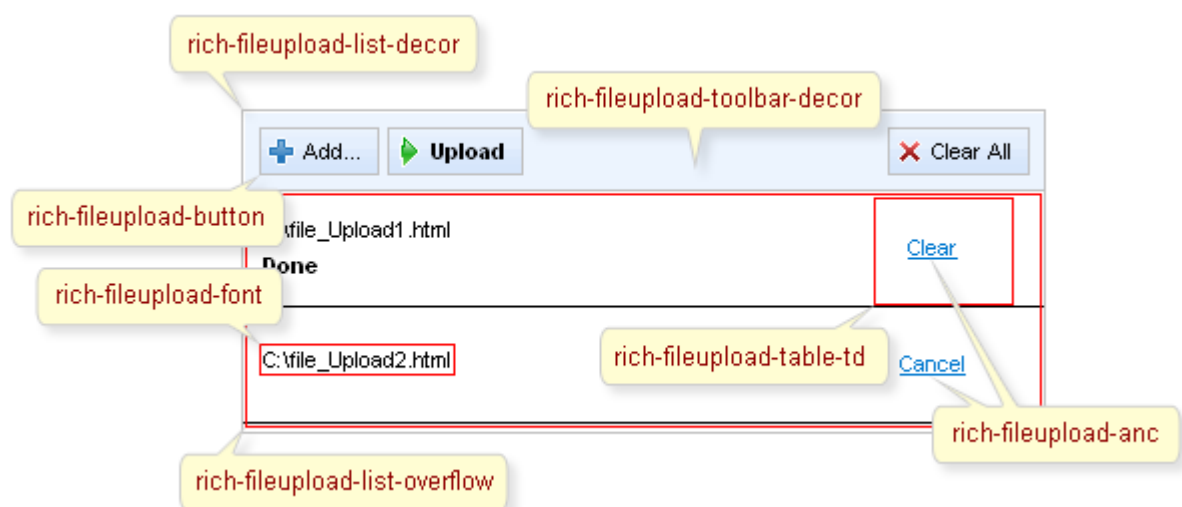 rich-fileupload-list-decor
rich-fileupload-toolbar-decor
Add... Upload Clear All
rich-fileupload-button
\file_Upload1.html
Clear
Done
rich-fileupload-font
C:\file_Upload2.html
rich-fileupload-table-td
Cancel
rich-fileupload-anc
rich-fileupload-list-overflow